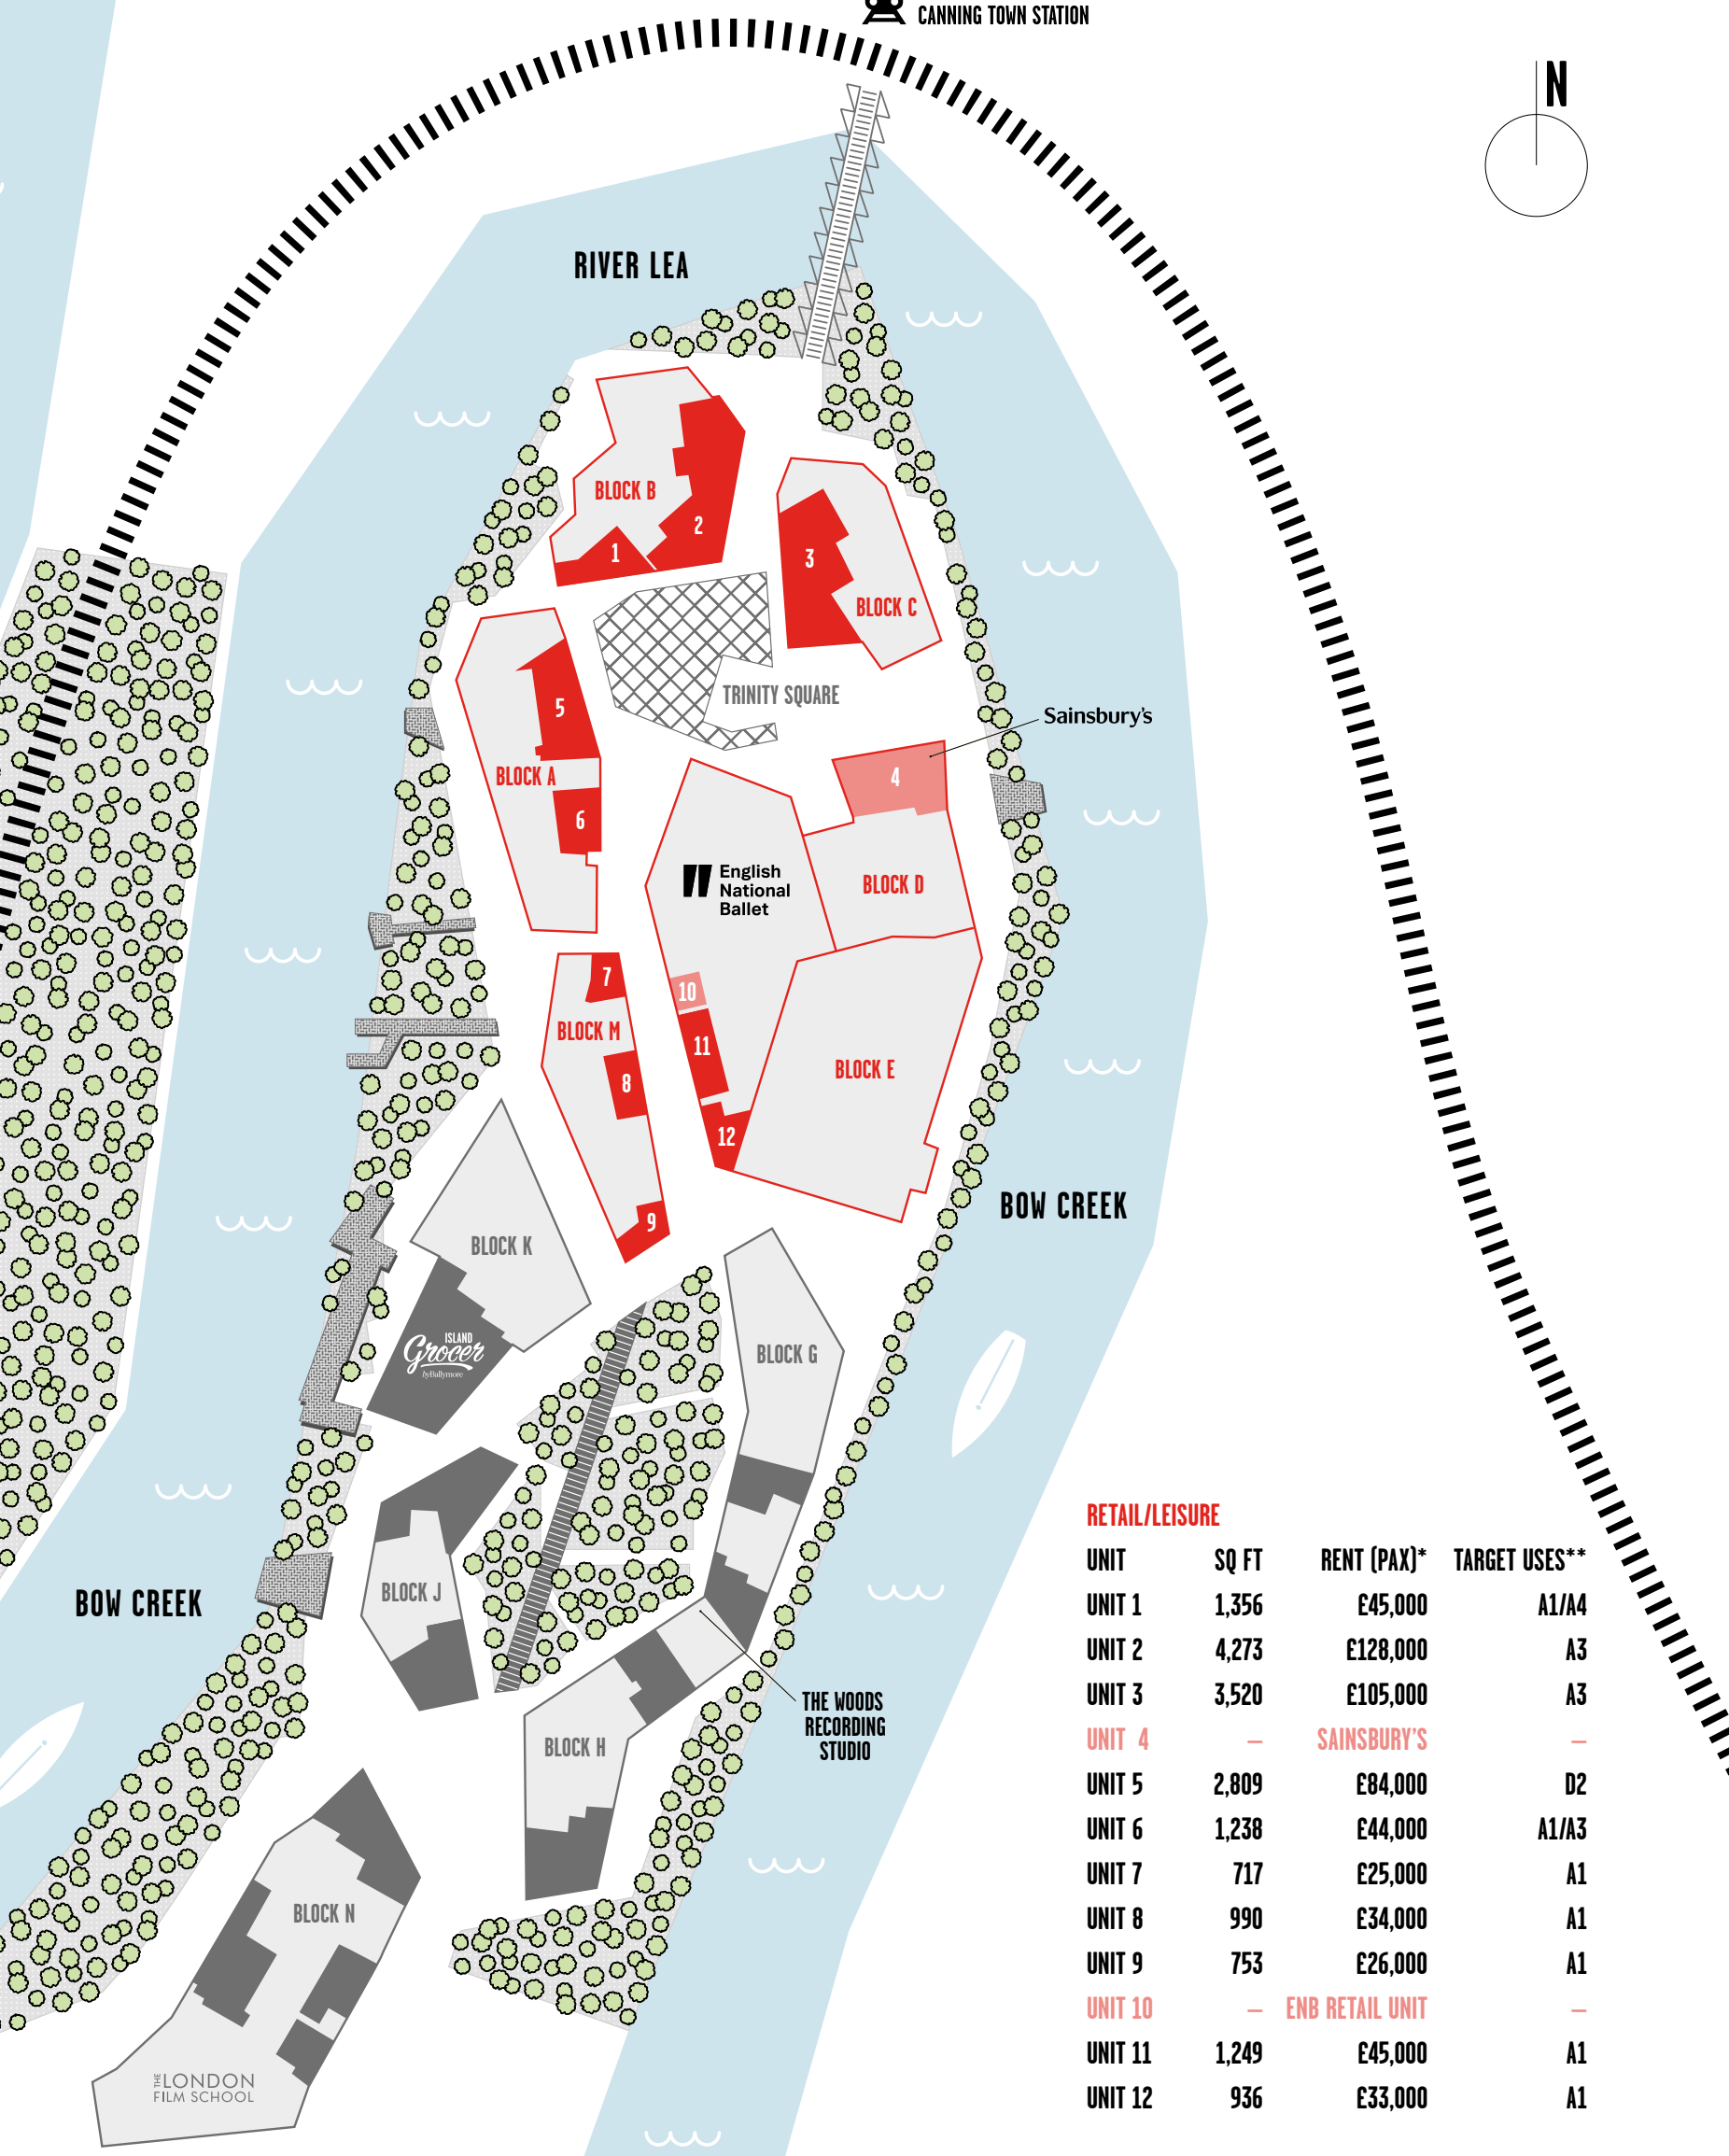 CANNING TOWN STATION
N
RIVER LEA
BLOCK B
2
1
3
BLOCK C
5
TRINITY SQUARE
Sainsbury's
BLOCK A
4
6
English
National
Ballet
BLOCK D
7
10
BLOCK M
11
BLOCK E
8
12
BOW CREEK
9
BLOCK K
ISLAND
Grocer
by Ballymore
BLOCK G
BLOCK J
BOW CREEK
THE WOODS
RECORDING
STUDIO
BLOCK H
BLOCK N
THE LONDON
FILM SCHOOL
RETAIL/LEISURE
UNIT SQ FT RENT (PAX)* TARGET USES**
UNIT 1 1,356 £45,000 A1/A4
UNIT 2 4,273 £128,000 A3
UNIT 3 3,520 £105,000 A3
UNIT 4 – SAINSBURY'S –
UNIT 5 2,809 £84,000 D2
UNIT 6 1,238 £44,000 A1/A3
UNIT 7 717 £25,000 A1
UNIT 8 990 £34,000 A1
UNIT 9 753 £26,000 A1
UNIT 10 – ENB RETAIL UNIT –
UNIT 11 1,249 £45,000 A1
UNIT 12 936 £33,000 A1